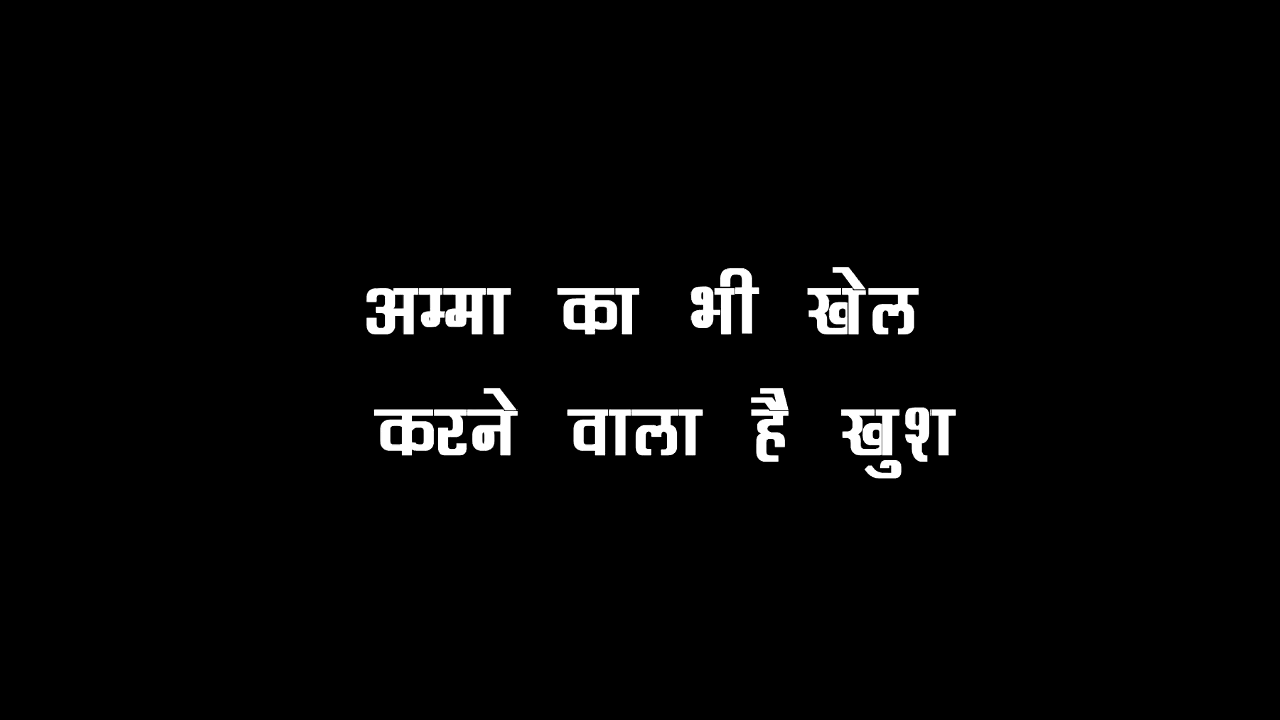 अम्मा का भी खेल
करने वाला है खुश